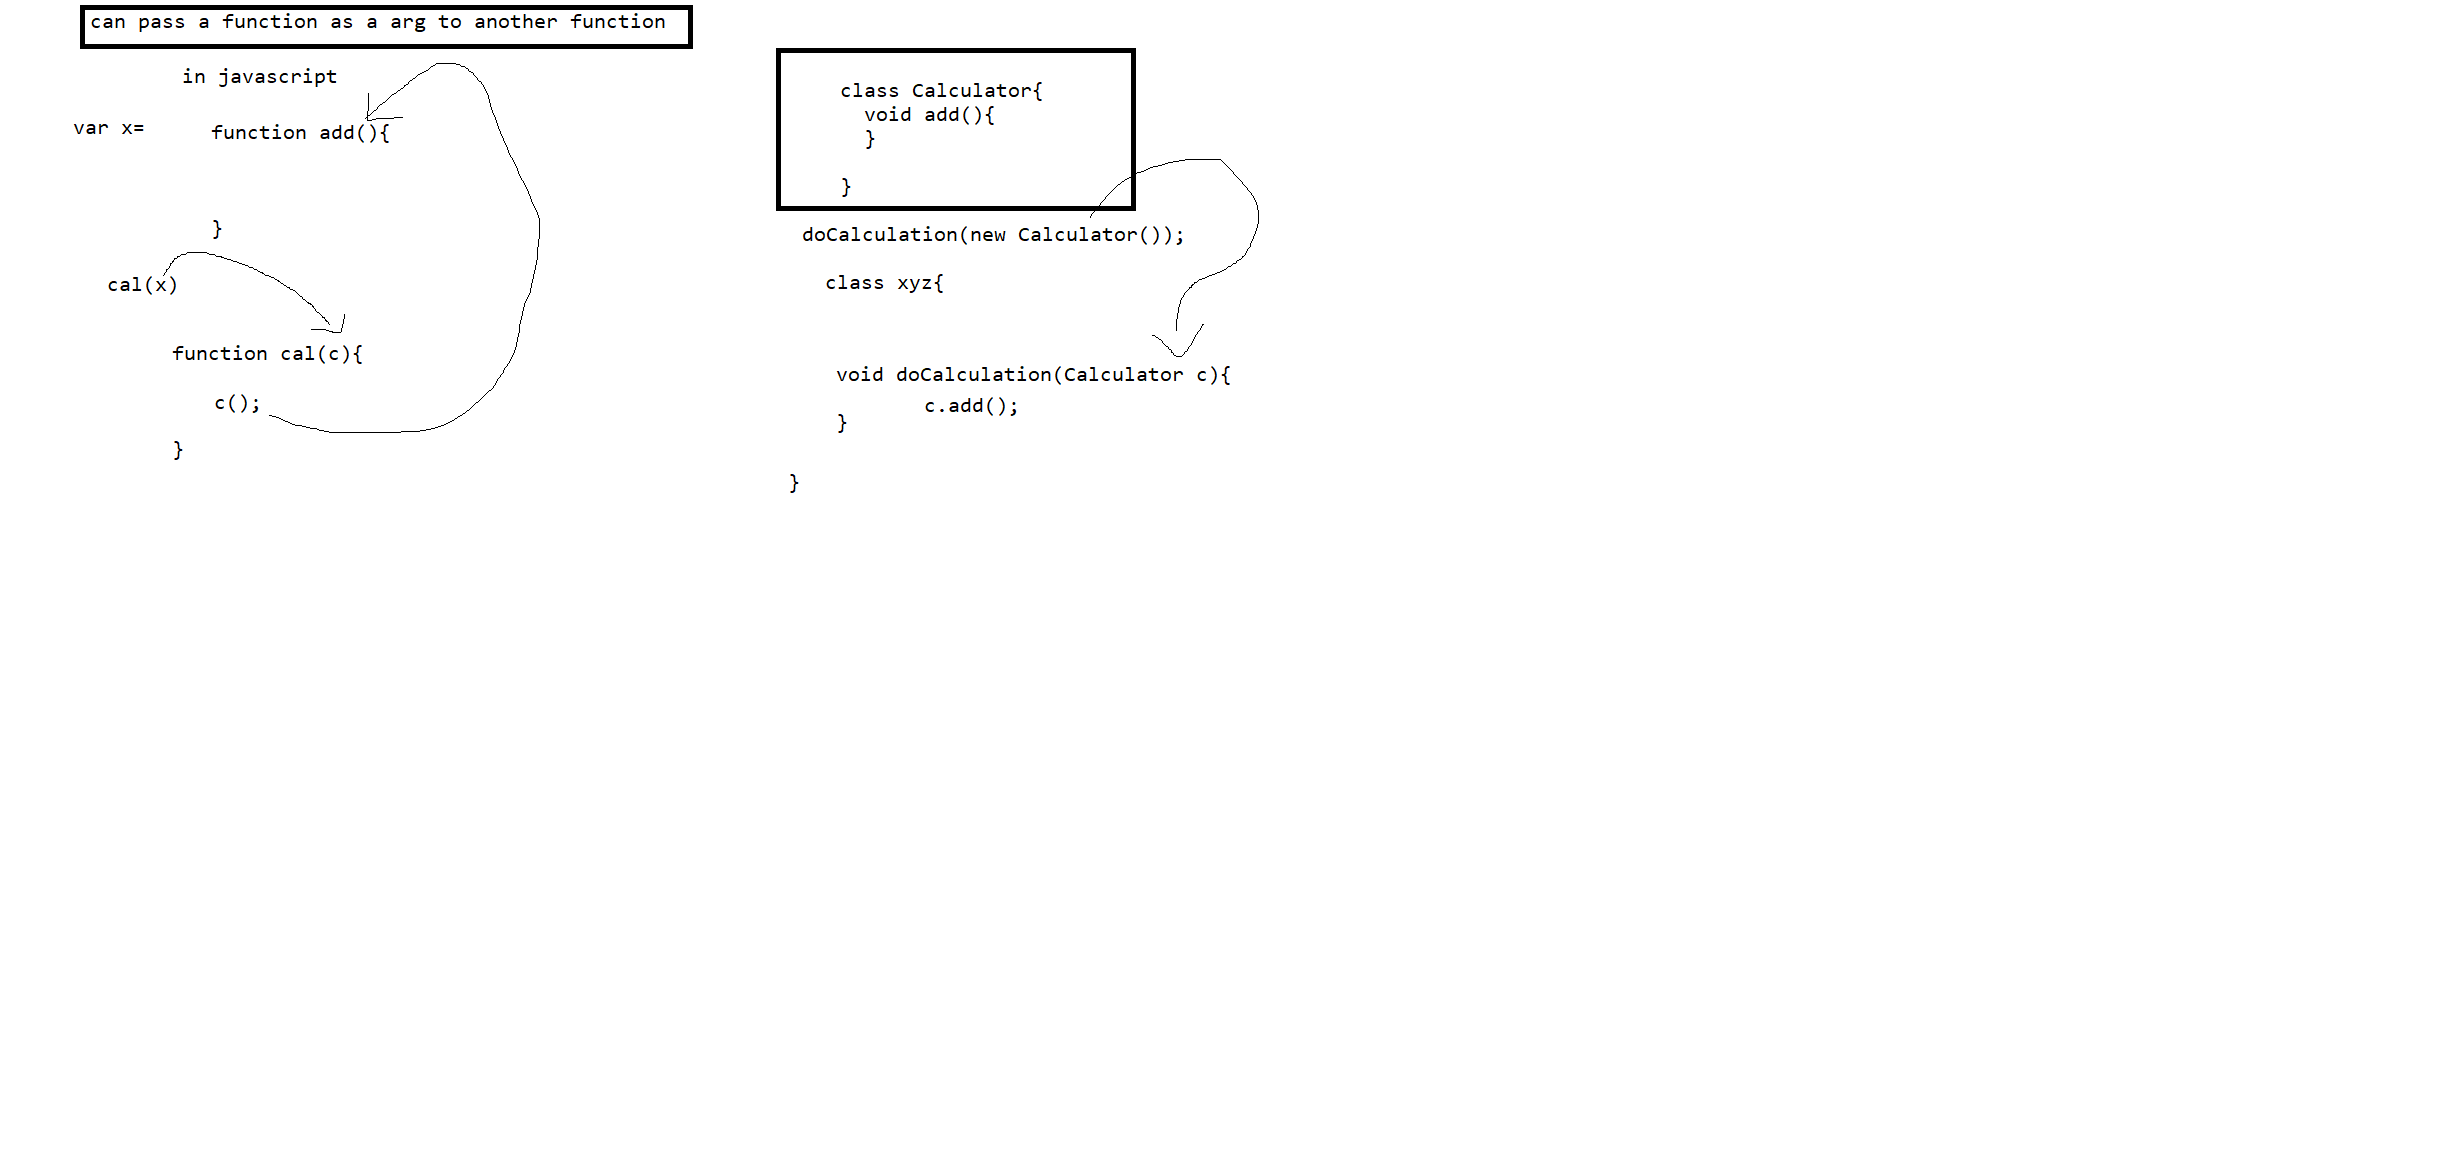 can pass a function as a arg to another function
in javascript
var x=
function add(){
}
cal(x)
function cal(c){
c();
}
class Calculator{
void add(){
}
}
doCalculation(new Calculator());
class xyz{
void doCalculation(Calculator c){
c.add();
}
}